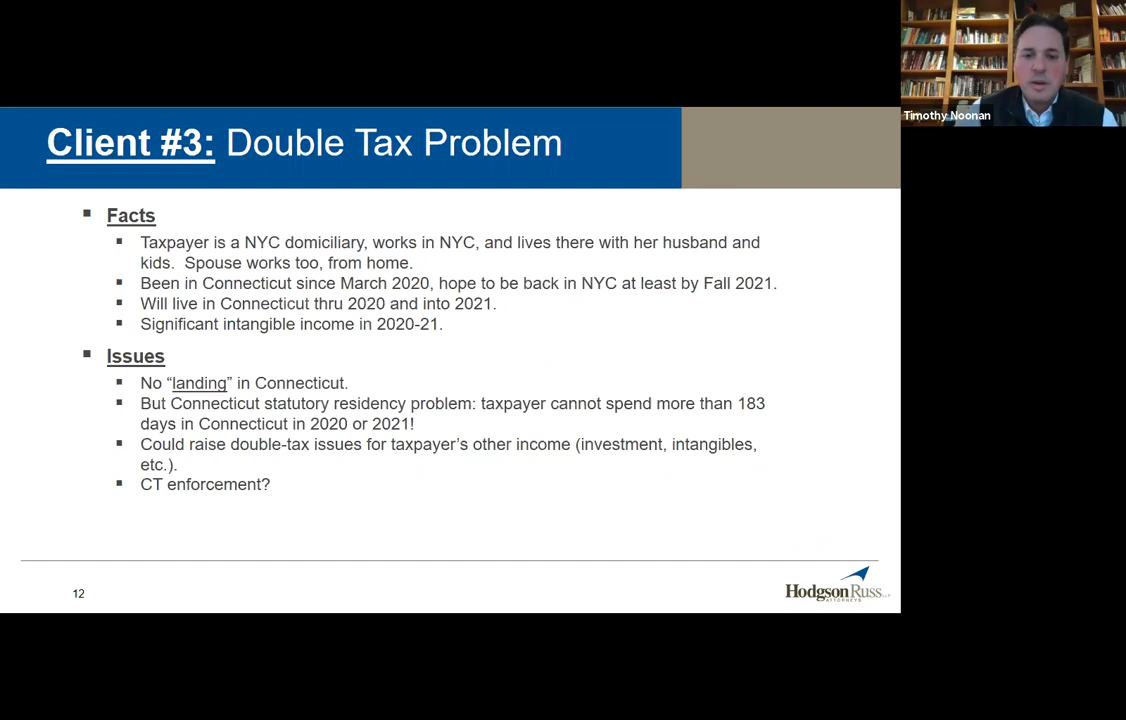 Timothy Noonan
Client #3: Double Tax Problem
Facts
Taxpayer is a NYC domiciliary, works in NYC, and lives there with her husband and
kids.  Spouse works too, from home.
Been in Connecticut since March 2020, hope to be back in NYC at least by Fall 2021.
Will live in Connecticut thru 2020 and into 2021.
Significant intangible income in 2020-21.
Issues
No “landing” in Connecticut.
But Connecticut statutory residency problem: taxpayer cannot spend more than 183
days in Connecticut in 2020 or 2021!
Could raise double-tax issues for taxpayer’s other income (investment, intangibles,
etc.).
CT enforcement?
12
HodgsonRuss LLP
ATTORNEYS